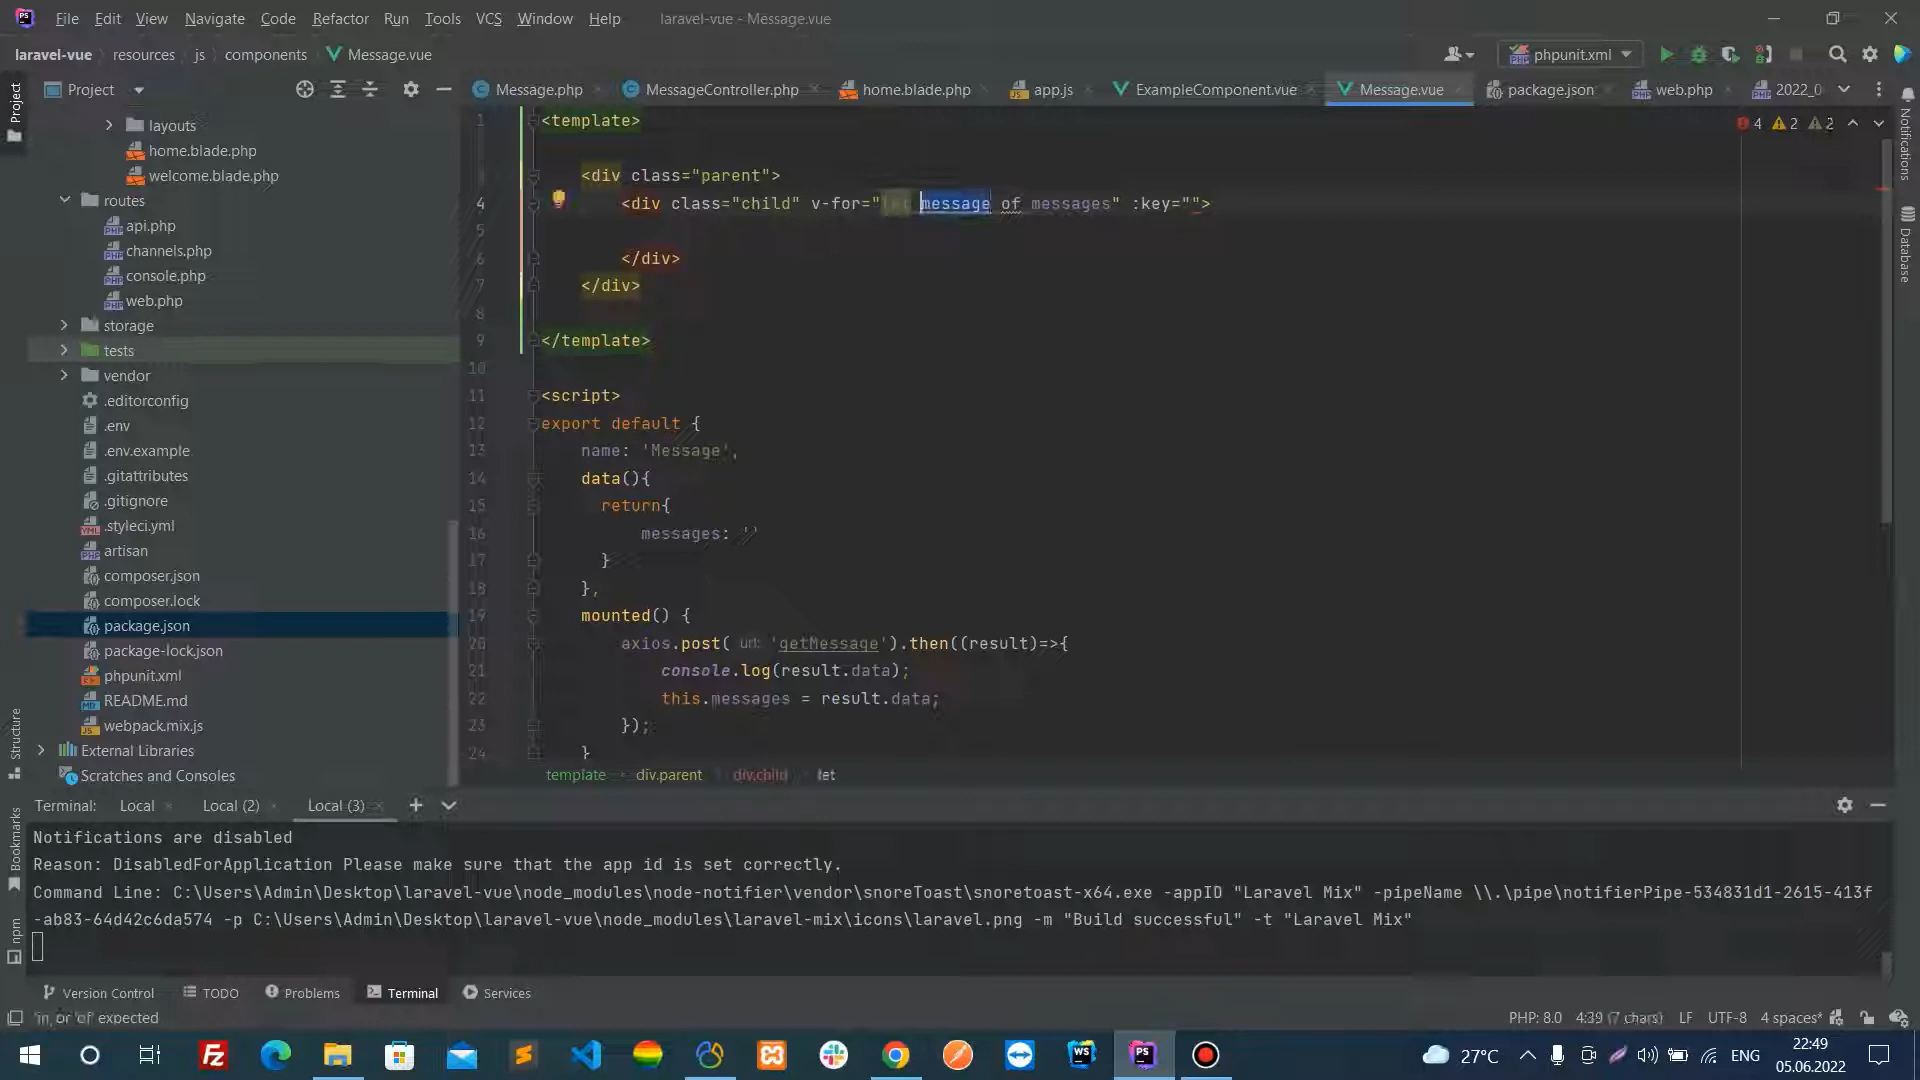 File Edit View Navigate Code Refactor Run Tools VCS Window Help laravel-vue - Message.vue
laravel-vue resources js components Message.vue phpunit.xml
Project Message.php MessageController.php home.blade.php app.js ExampleComponent.vue Message.vue package.json web.php 2022_0
Project
Notifications
Database
Structure
Bookmarks
npm
layouts
home.blade.php
welcome.blade.php
routes
api.php
channels.php
console.php
web.php
storage
tests
vendor
.editorconfig
.env
.env.example
.gitattributes
.gitignore
.styleci.yml
artisan
composer.json
composer.lock
package.json
package-lock.json
phpunit.xml
README.md
webpack.mix.js
External Libraries
Scratches and Consoles
4 2 2
1 <template>
<div class="parent">
4 <div class="child" v-for="let message of messages" :key="">
5
6 </div>
7 </div>
8
9 </template>
10
11 <script>
12 export default {
13 name: 'Message',
14 data(){
15 return{
16 messages: ''
17 }
18 },
19 mounted() {
20 axios.post( url: 'getMessage').then((result)=>{
21 console.log(result.data);
22 this.messages = result.data;
23 });
24 }
template div.parent div.child let
Terminal: Local Local (2) Local (3)
Notifications are disabled
Reason: DisabledForApplication Please make sure that the app id is set correctly.
Command Line: C:\Users\Admin\Desktop\laravel-vue\node_modules\node-notifier\vendor\snoreToast\snoretoast-x64.exe -appID "Laravel Mix" -pipeName \\.\pipe\notifierPipe-534831d1-2615-413f
-ab83-64d42c6da574 -p C:\Users\Admin\Desktop\laravel-vue\node_modules\laravel-mix\icons\laravel.png -m "Build successful" -t "Laravel Mix"
Version Control TODO Problems Terminal Services
'in' or 'of' expected PHP: 8.0 4:39 (7 chars) LF UTF-8 4 spaces*
27°C ENG 22:49
05.06.2022